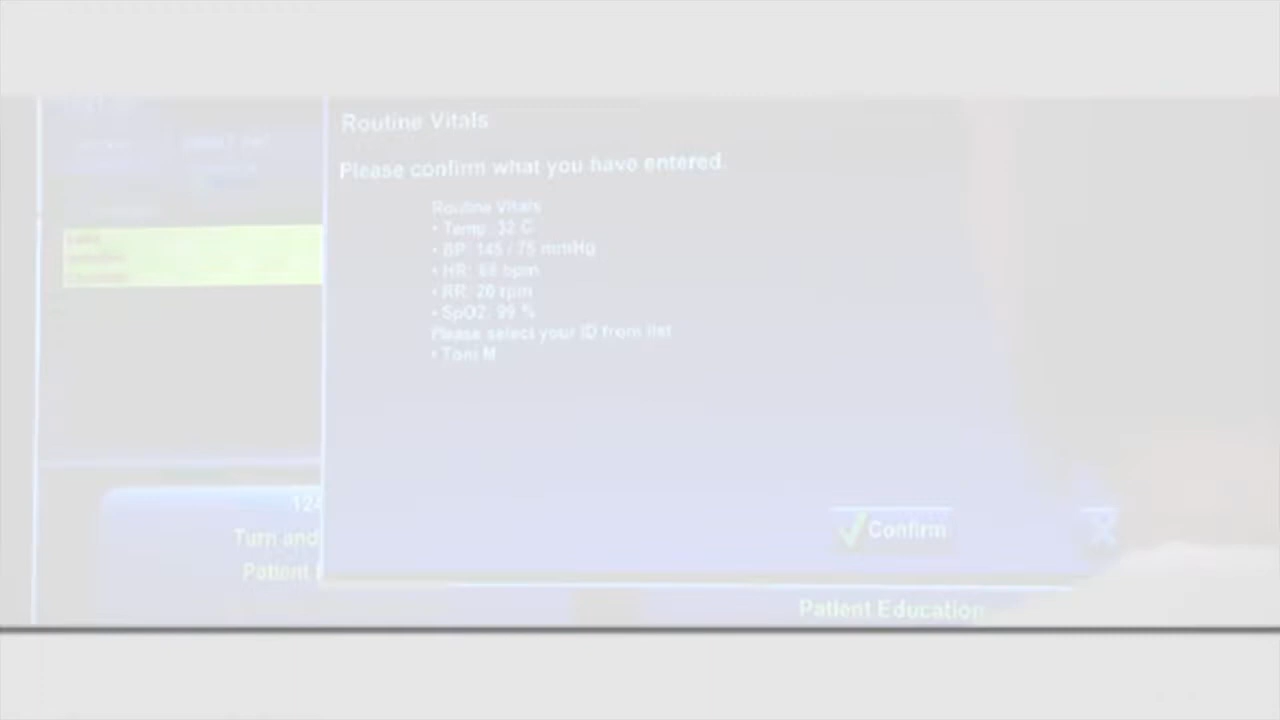 Routine Vitals
Please confirm what you have entered.
Routine Vitals
• Temp: 32 C
• BP: 145 / 75 mmHg
• HR: 68 bpm
• RR: 20 rpm
• SpO2: 99 %
Please select your ID from list
• Toni M
Confirm
Turn and
Patient
Patient Education